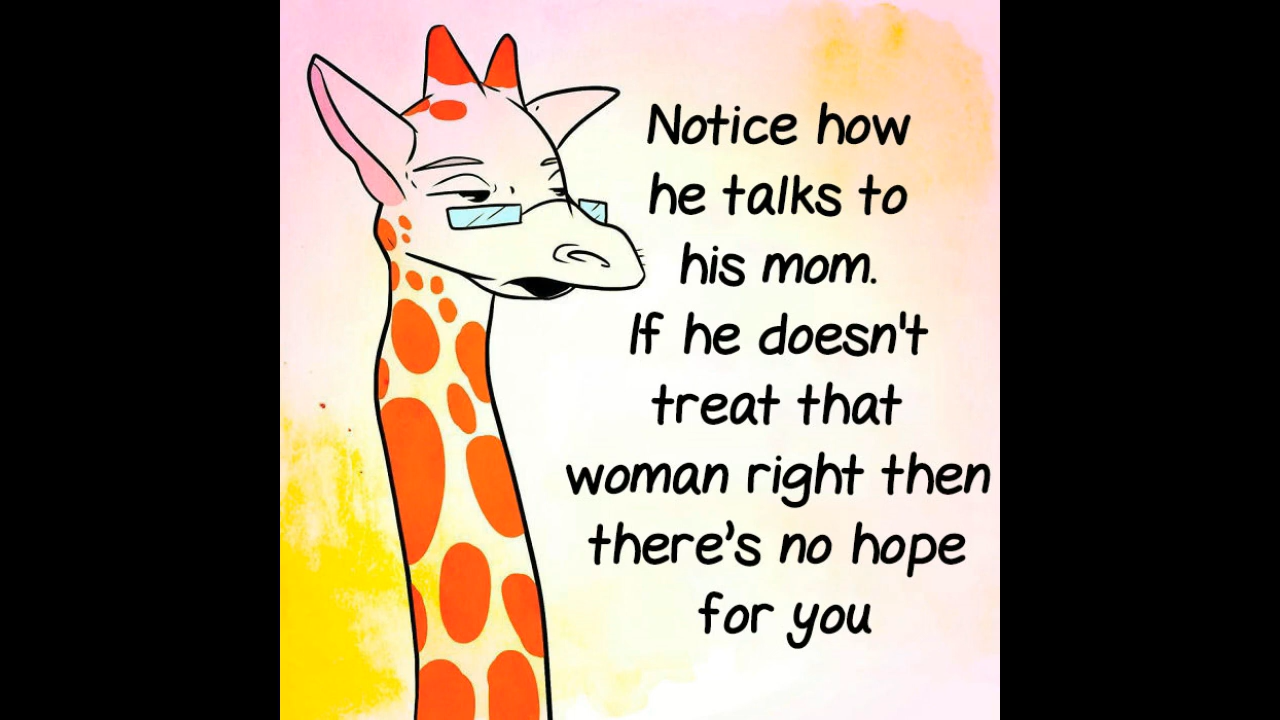 Notice how
he talks to
his mom.
If he doesn't
treat that
woman right then
there's no hope
for you